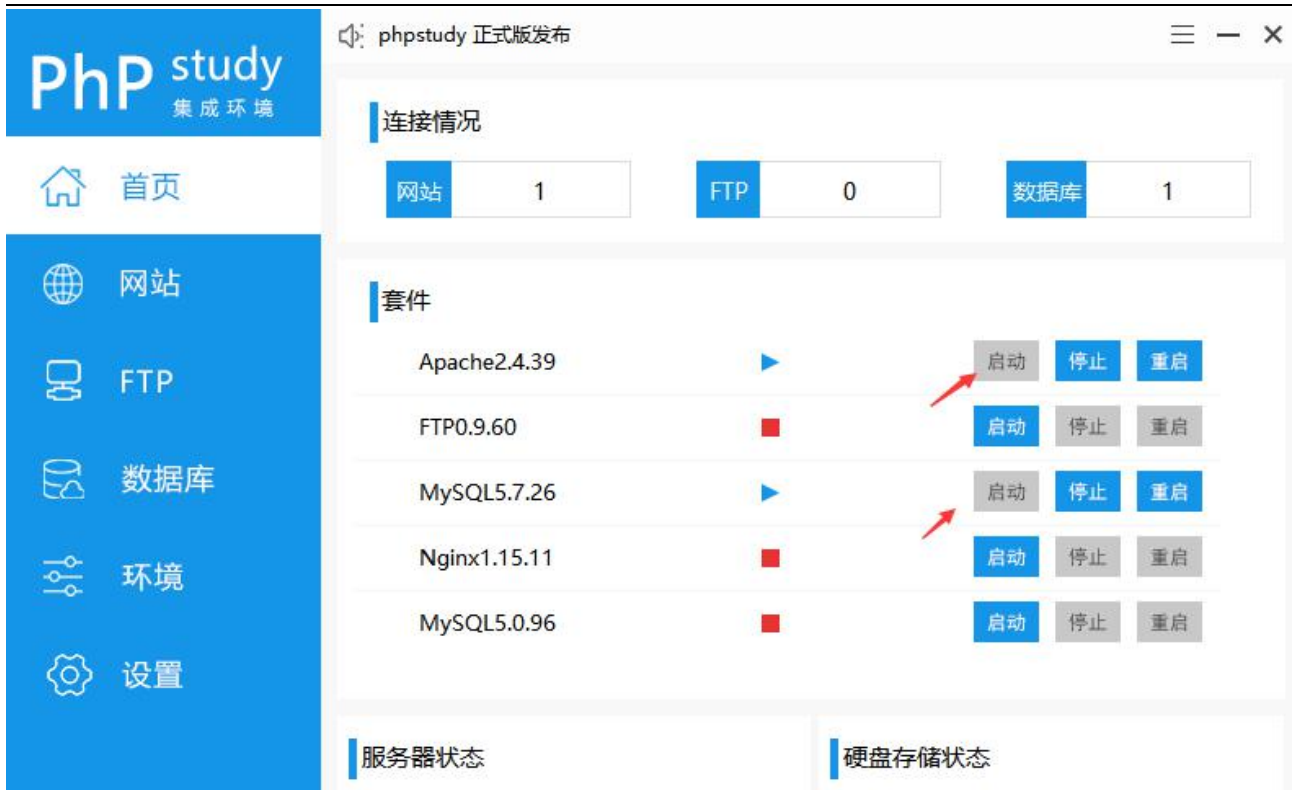 PhP study
集成环境
phpstudy 正式版发布
首页
网站
FTP
数据库
环境
设置
连接情况
网站 1 FTP 0 数据库 1
套件
Apache2.4.39 启动 停止 重启
FTP0.9.60 启动 停止 重启
MySQL5.7.26 启动 停止 重启
Nginx1.15.11 启动 停止 重启
MySQL5.0.96 启动 停止 重启
服务器状态 硬盘存储状态